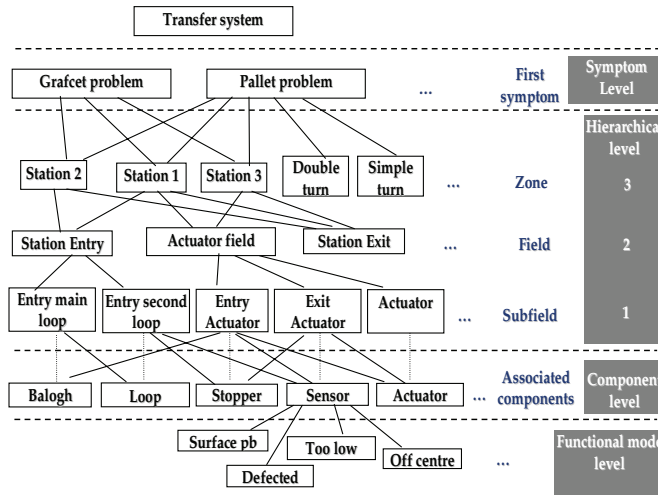 Transfer system
Grafcet problem
Pallet problem
...
First
symptom
Symptom
Level
Hierarchical
level
Station 2
Station 1
Station 3
Double
turn
Simple
turn
...
Zone
3
Station Entry
Actuator field
Station Exit
...
Field
2
Entry main
loop
Entry second
loop
Entry
Actuator
Exit
Actuator
Actuator
...
Subfield
1
Balogh
Loop
Stopper
Sensor
Actuator
...
Associated
components
Component
level
Surface pb
Defected
Too low
Off centre
...
Functional mode
level